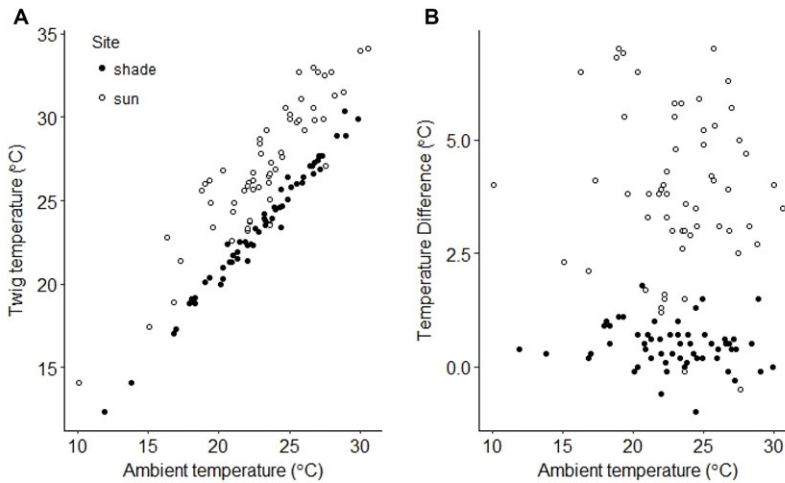 A
Site
shade
sun
35
30
25
20
15
Twig temperature (°C)
10 15 20 25 30
Ambient temperature (°C)
B
5.0
2.5
0.0
Temperature Difference (°C)
10 15 20 25 30
Ambient temperature (°C)